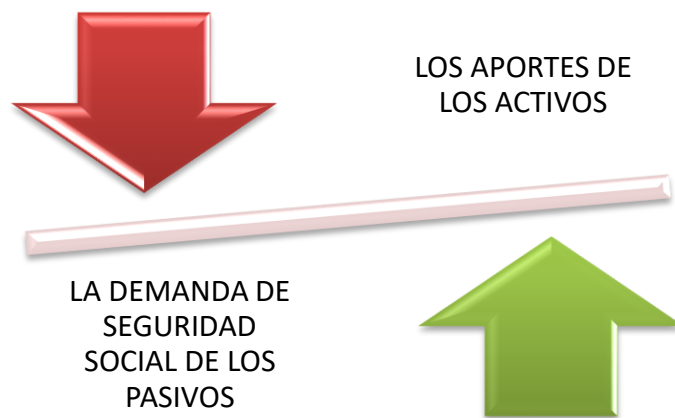 LOS APORTES DE
LOS ACTIVOS
LA DEMANDA DE
SEGURIDAD
SOCIAL DE LOS
PASIVOS